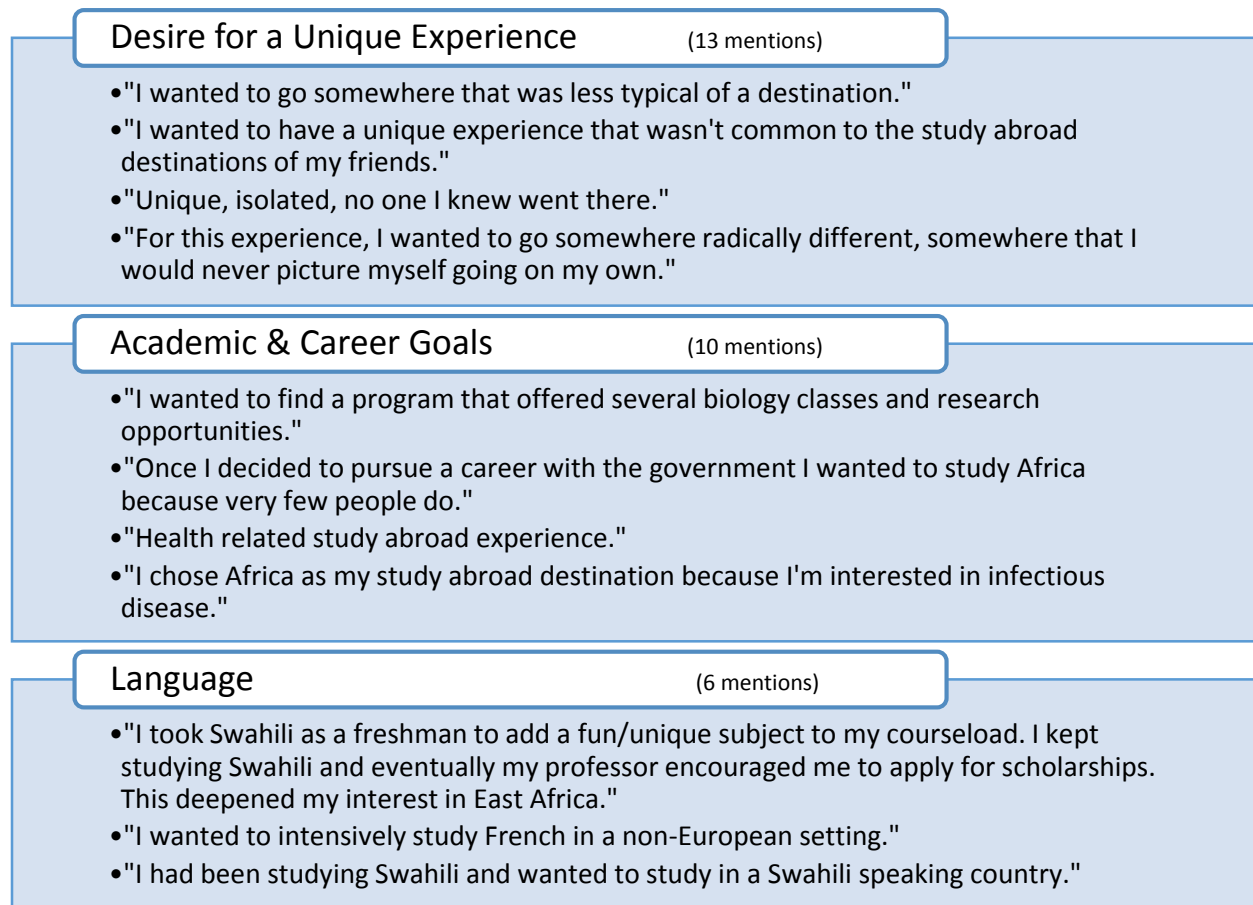 Desire for a Unique Experience (13 mentions)
•"I wanted to go somewhere that was less typical of a destination."
•"I wanted to have a unique experience that wasn't common to the study abroad
destinations of my friends."
•"Unique, isolated, no one I knew went there."
•"For this experience, I wanted to go somewhere radically different, somewhere that I
would never picture myself going on my own."
Academic & Career Goals (10 mentions)
•"I wanted to find a program that offered several biology classes and research
opportunities."
•"Once I decided to pursue a career with the government I wanted to study Africa
because very few people do."
•"Health related study abroad experience."
•"I chose Africa as my study abroad destination because I'm interested in infectious
disease."
Language (6 mentions)
•"I took Swahili as a freshman to add a fun/unique subject to my courseload. I kept
studying Swahili and eventually my professor encouraged me to apply for scholarships.
This deepened my interest in East Africa."
•"I wanted to intensively study French in a non-European setting."
•"I had been studying Swahili and wanted to study in a Swahili speaking country."